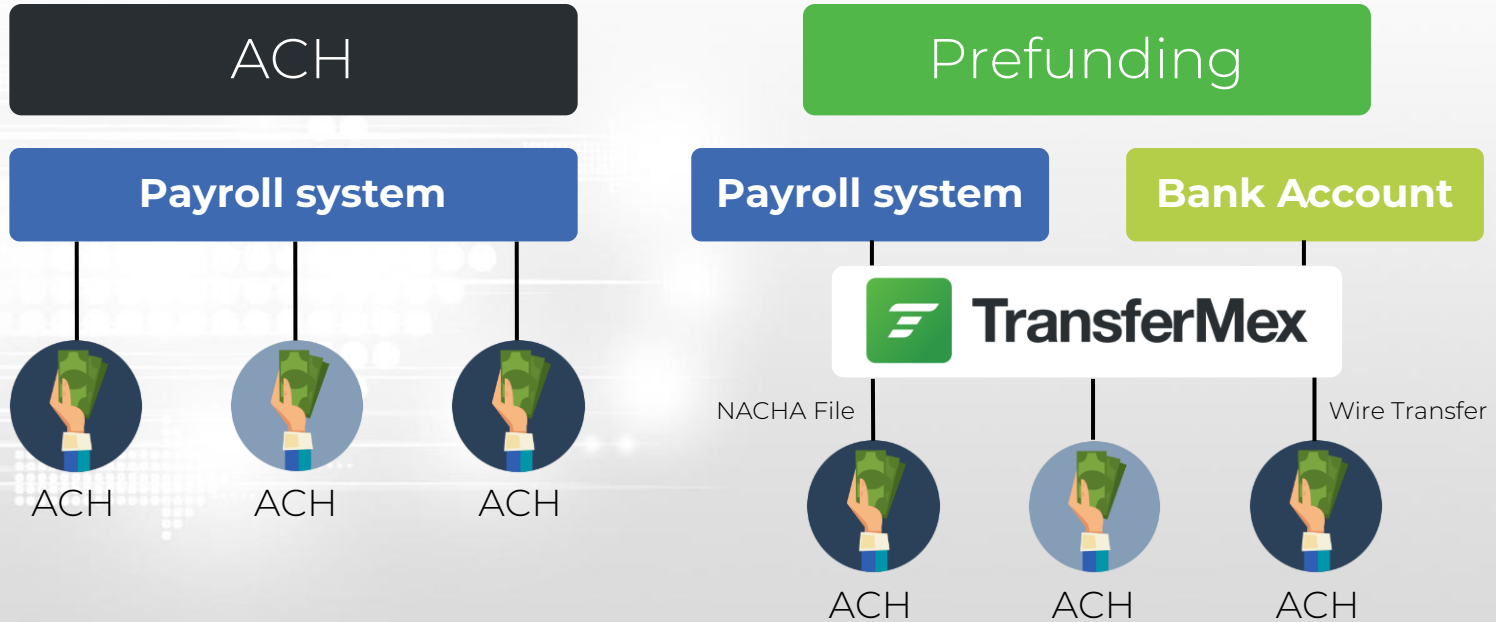 ACH
Payroll system
ACH
ACH
ACH
Prefunding
Payroll system
Bank Account
TransferMex
NACHA File
Wire Transfer
ACH
ACH
ACH